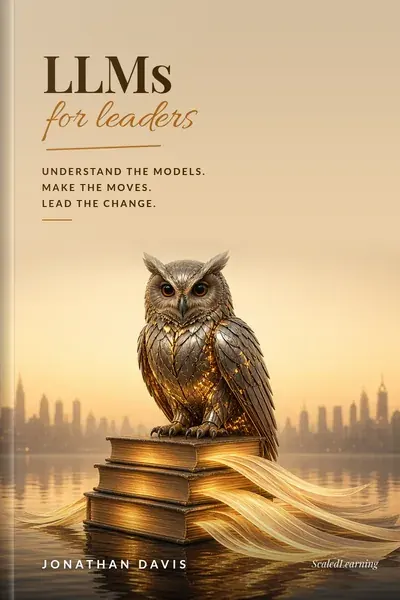 LLMs
for leaders
UNDERSTAND THE MODELS.
MAKE THE MOVES.
LEAD THE CHANGE.
JONATHAN DAVIS
ScaledLearning